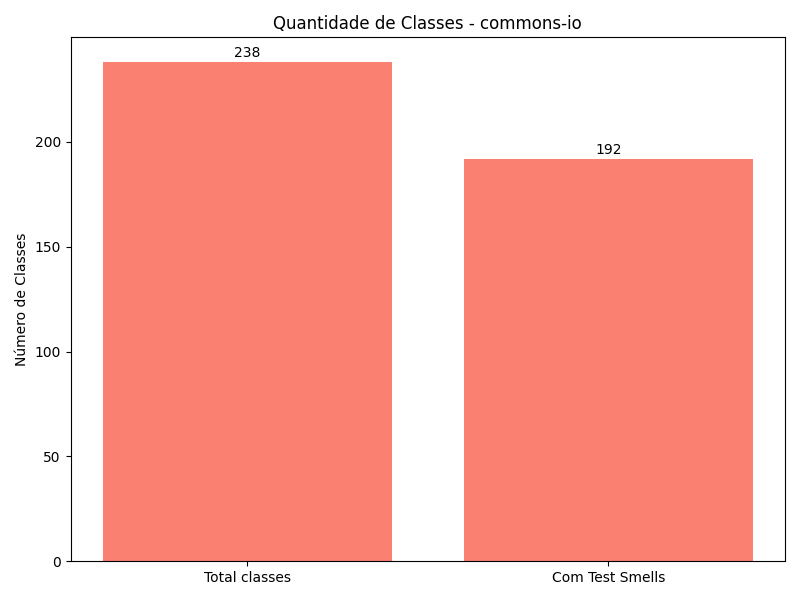 Quantidade de Classes - commons-io
238
192
Número de Classes
200
150
100
50
0
Total classes
Com Test Smells